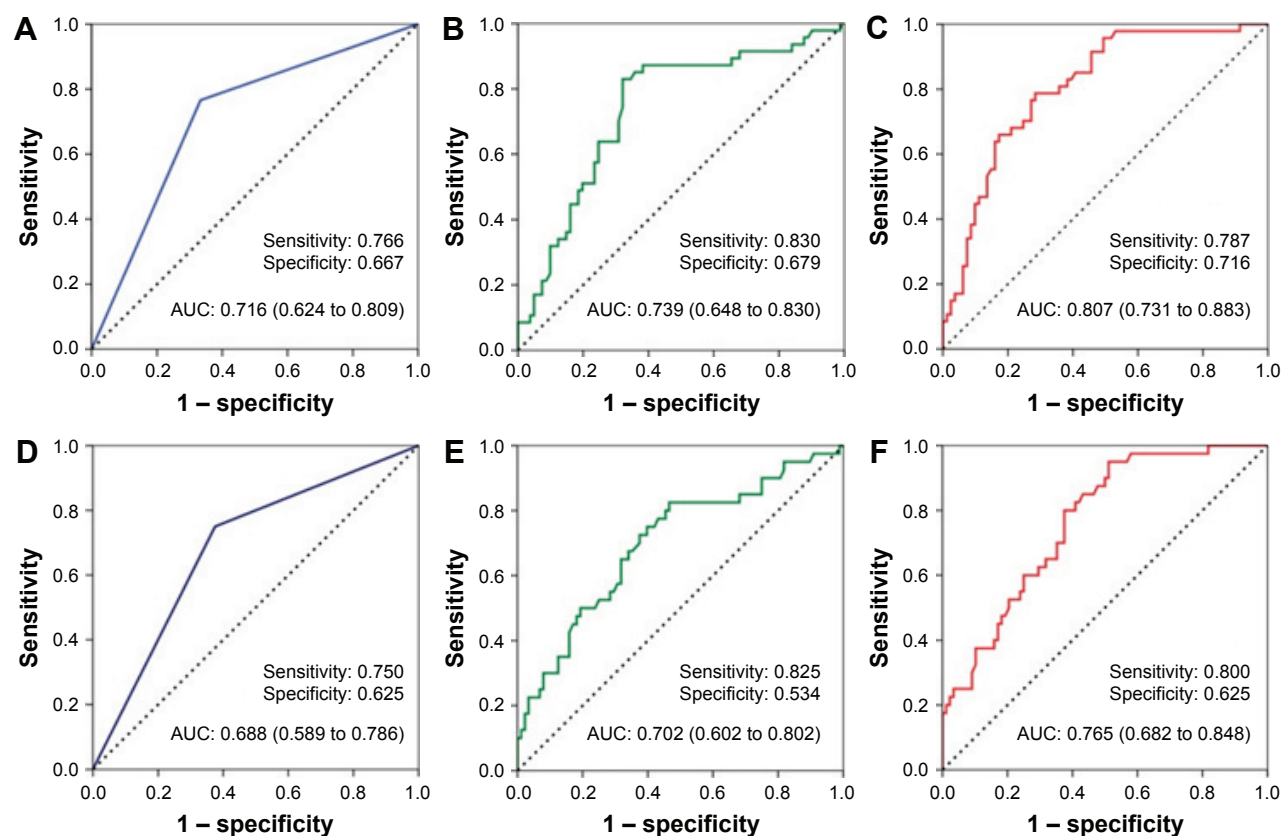 A
1.0
0.8
0.6
0.4
0.2
0.0
Sensitivity
Sensitivity: 0.766
Specificity: 0.667
AUC: 0.716 (0.624 to 0.809)
0.0 0.2 0.4 0.6 0.8 1.0
1 – specificity
B
1.0
0.8
0.6
0.4
0.2
0.0
Sensitivity
Sensitivity: 0.830
Specificity: 0.679
AUC: 0.739 (0.648 to 0.830)
0.0 0.2 0.4 0.6 0.8 1.0
1 – specificity
C
1.0
0.8
0.6
0.4
0.2
0.0
Sensitivity
Sensitivity: 0.787
Specificity: 0.716
AUC: 0.807 (0.731 to 0.883)
0.0 0.2 0.4 0.6 0.8 1.0
1 – specificity
D
1.0
0.8
0.6
0.4
0.2
0.0
Sensitivity
Sensitivity: 0.750
Specificity: 0.625
AUC: 0.688 (0.589 to 0.786)
0.0 0.2 0.4 0.6 0.8 1.0
1 – specificity
E
1.0
0.8
0.6
0.4
0.2
0.0
Sensitivity
Sensitivity: 0.825
Specificity: 0.534
AUC: 0.702 (0.602 to 0.802)
0.0 0.2 0.4 0.6 0.8 1.0
1 – specificity
F
1.0
0.8
0.6
0.4
0.2
0.0
Sensitivity
Sensitivity: 0.800
Specificity: 0.625
AUC: 0.765 (0.682 to 0.848)
0.0 0.2 0.4 0.6 0.8 1.0
1 – specificity